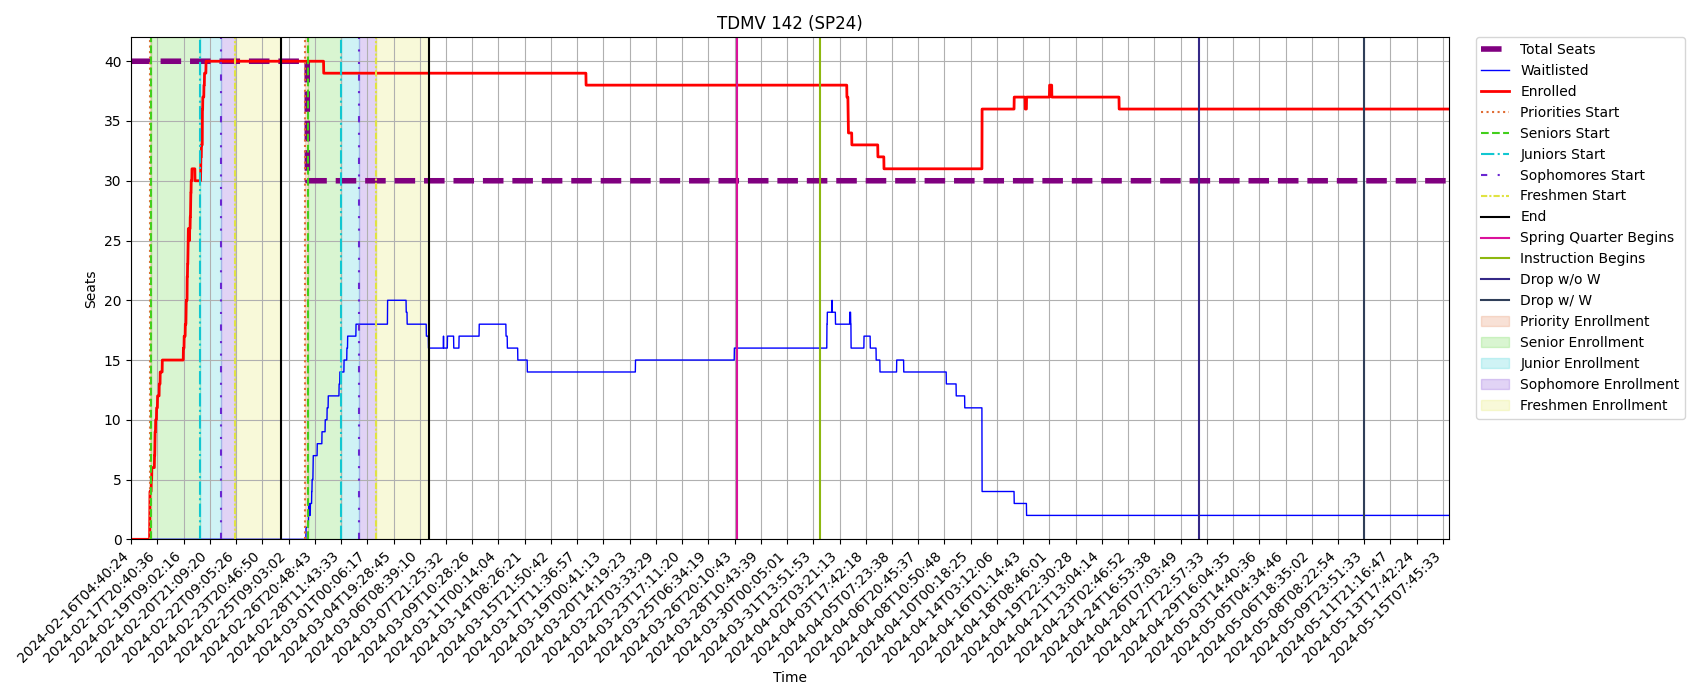 TDMV 142 (SP24)
Seats
40
35
30
25
20
15
10
5
0
2024-02-16T04:40:24
2024-02-17T20:40:36
2024-02-19T09:02:16
2024-02-20T21:09:20
2024-02-22T09:05:26
2024-02-23T20:46:50
2024-02-25T09:03:02
2024-02-26T20:48:43
2024-02-28T11:43:33
2024-03-01T00:06:17
2024-03-04T19:28:45
2024-03-06T08:39:10
2024-03-07T21:25:32
2024-03-09T10:28:26
2024-03-11T00:14:04
2024-03-14T08:26:21
2024-03-15T21:50:42
2024-03-17T11:36:57
2024-03-19T00:41:13
2024-03-20T14:19:23
2024-03-22T03:33:29
2024-03-23T17:11:20
2024-03-25T06:34:19
2024-03-26T20:10:43
2024-03-28T10:43:39
2024-03-30T00:05:01
2024-03-31T13:51:53
2024-04-02T03:21:13
2024-04-03T17:42:18
2024-04-05T07:23:38
2024-04-06T20:45:37
2024-04-08T10:50:48
2024-04-10T00:18:25
2024-04-14T03:12:06
2024-04-16T01:14:43
2024-04-18T08:46:01
2024-04-19T22:30:28
2024-04-21T13:04:14
2024-04-23T02:46:52
2024-04-24T16:53:38
2024-04-26T07:03:49
2024-04-27T22:57:33
2024-04-29T16:04:35
2024-05-03T14:40:36
2024-05-05T04:34:46
2024-05-06T18:35:02
2024-05-08T08:22:54
2024-05-09T23:51:33
2024-05-11T21:16:47
2024-05-13T17:42:24
2024-05-15T07:45:33
Time
Total Seats
Waitlisted
Enrolled
Priorities Start
Seniors Start
Juniors Start
Sophomores Start
Freshmen Start
End
Spring Quarter Begins
Instruction Begins
Drop w/o W
Drop w/ W
Priority Enrollment
Senior Enrollment
Junior Enrollment
Sophomore Enrollment
Freshmen Enrollment